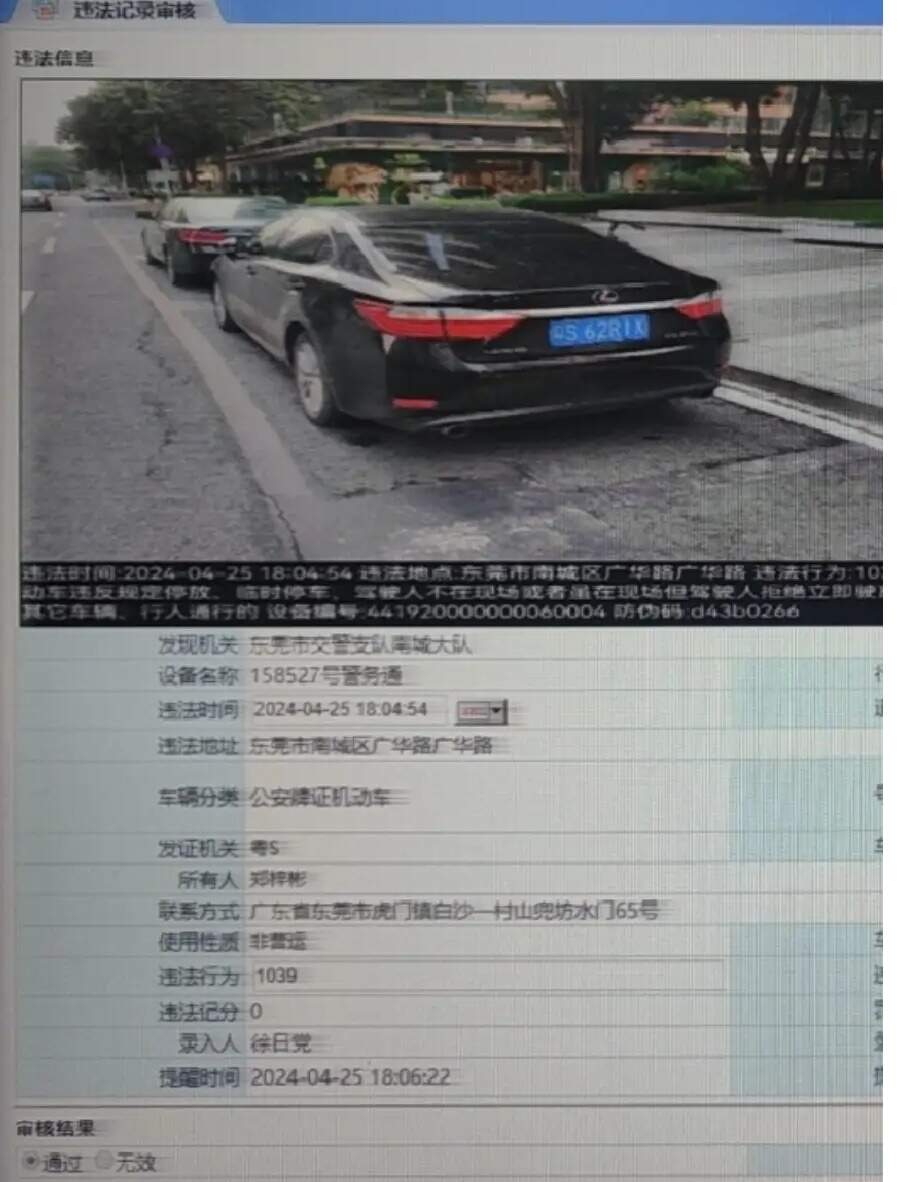 违法记录审核
违法信息
粤S 62R1X
违法时间:2024-04-25 18:04:54 违法地点:东莞市南城区广华路广华路 违法行为:10
动车违反规定停放、临时停车，驾驶人不在现场或者虽在现场但驾驶人拒绝立即驶
其它车辆、行人通行的 设备编号:4419200000000060004 防伪码:d43b0266
发现机关 东莞市交警支队南城大队
设备名称 158527号警务通
违法时间 2024-04-25 18:04:54
违法地址 东莞市南城区广华路广华路
车辆分类 公安牌证机动车
发证机关 粤S
所有人 郑梓彬
联系方式 广东省东莞市虎门镇白沙一村山兜坊水门65号
使用性质 非营运
违法行为 1039
违法记分 0
录入人 徐日党
提醒时间 2024-04-25 18:06:22
审核结果
通过 无效